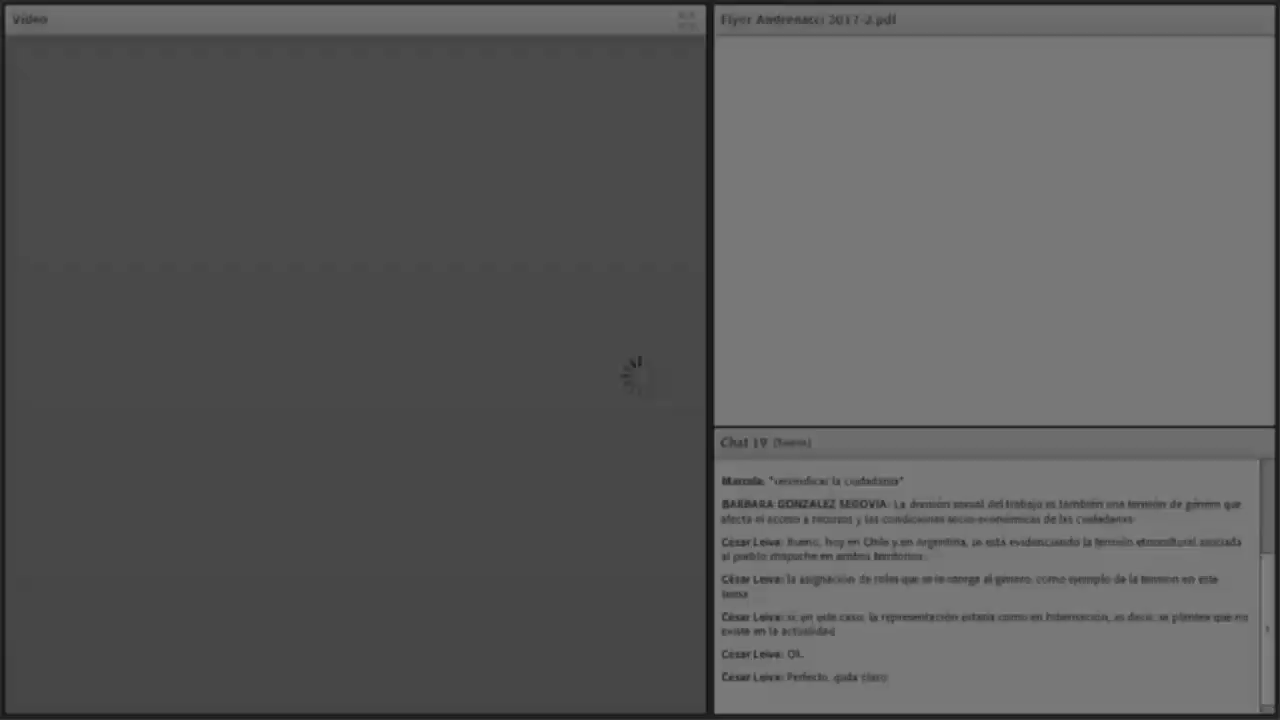 Video
Flyer Andrenacci 2017-2.pdf
Chat 19
Marcela: "reivindicar la ciudadanía"
BARBARA GONZALEZ SEGOVIA: La división sexual del trabajo es también una tensión de género que
afecta el acceso a recursos y las condiciones socio-económicas de las ciudadanas
Cesar Leiva: Bueno, hoy en Chile y en Argentina, se está evidenciando la tensión etnocultural asociada
al pueblo mapuche en ambos territorios.
César Leiva: la asignación de roles que se le otorga al género, como ejemplo de la tensión en este
tema
César Leiva: si, en este caso, la representación estaría como en hibernación, es decir, se plantea que no
existe en la actualidad
Cesar Leiva: OK.
Cesar Leiva: Perfecto, queda claro